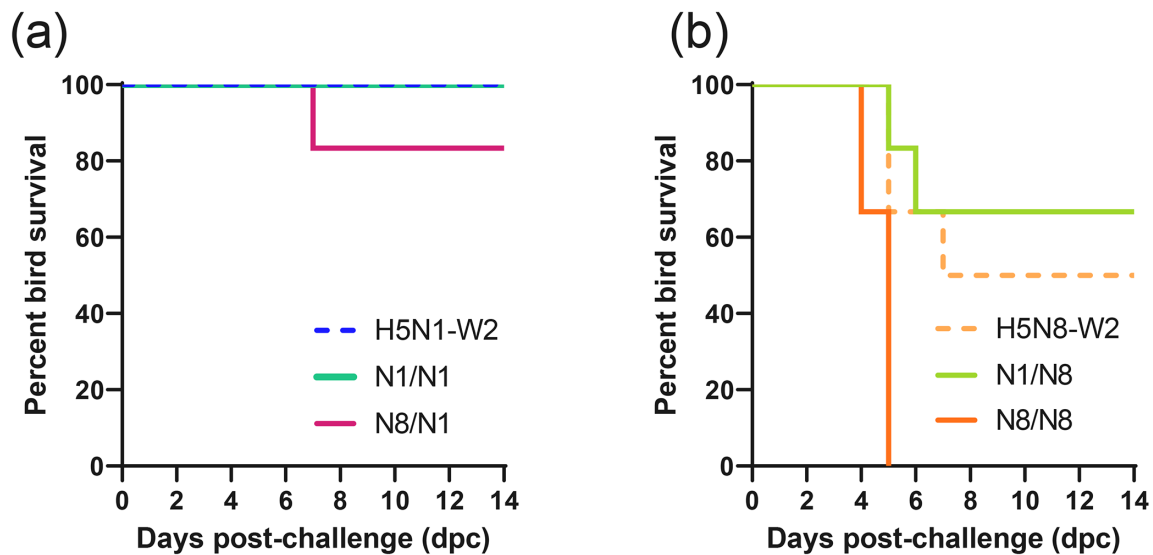 (a)
Percent bird survival
100
80
60
40
20
0
0 2 4 6 8 10 12 14
Days post-challenge (dpc)
H5N1-W2
N1/N1
N8/N1
(b)
Percent bird survival
100
80
60
40
20
0
0 2 4 6 8 10 12 14
Days post-challenge (dpc)
H5N8-W2
N1/N8
N8/N8